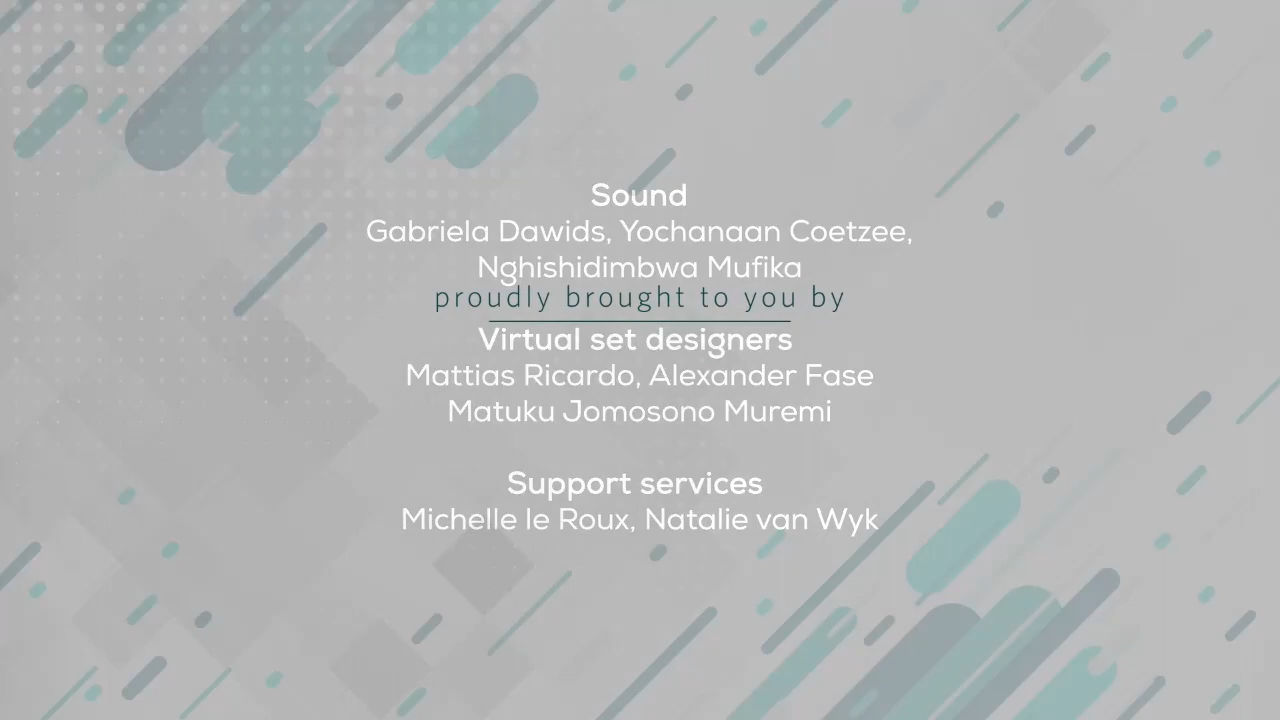 Sound
Gabriela Dawids, Yochanaan Coetzee,
Nghishidimbwa Mufika
proudly brought to you by
Virtual set designers
Mattias Ricardo, Alexander Fase
Matuku Jomosono Muremi
Support services
Michelle le Roux, Natalie van Wyk